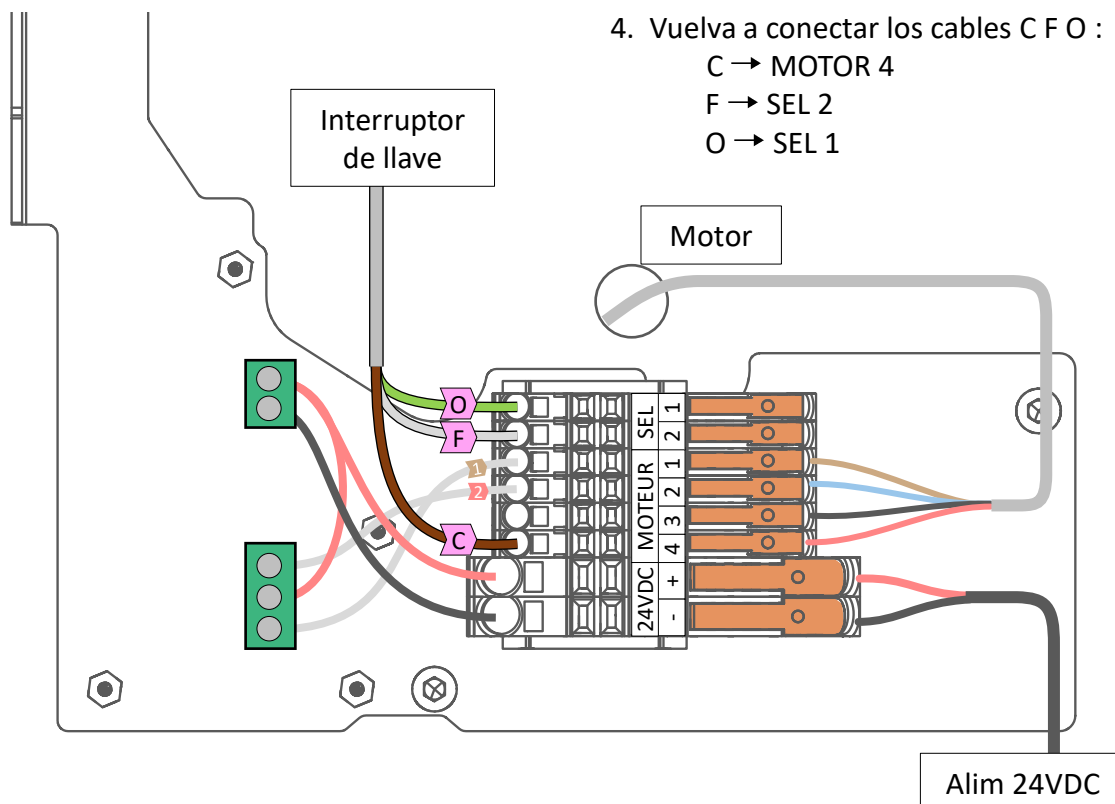 4. Vuelva a conectar los cables C F O :
C → MOTOR 4
F → SEL 2
O → SEL 1
Interruptor
de llave
Motor
O
F
1
2
C
SEL
1
2
MOTEUR
1
2
3
4
24VDC
+
-
Alim 24VDC